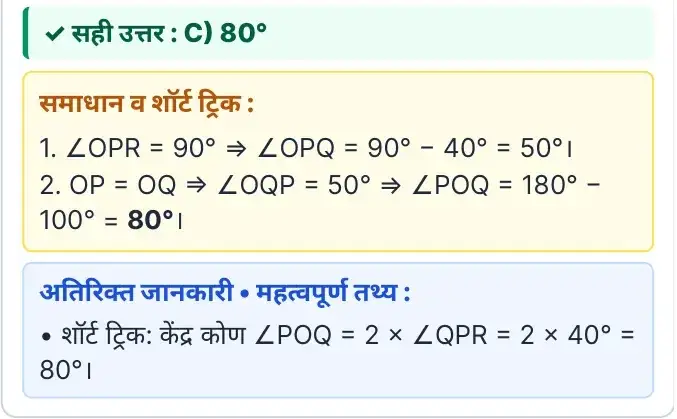 ✓ सही उत्तर : C) 80°
समाधान व शॉर्ट ट्रिक :
1. ∠OPR = 90° ⇒ ∠OPQ = 90° − 40° = 50°।
2. OP = OQ ⇒ ∠OQP = 50° ⇒ ∠POQ = 180° −
100° = 80°।
अतिरिक्त जानकारी • महत्वपूर्ण तथ्य :
• शॉर्ट ट्रिक: केंद्र कोण ∠POQ = 2 × ∠QPR = 2 × 40° =
80°।